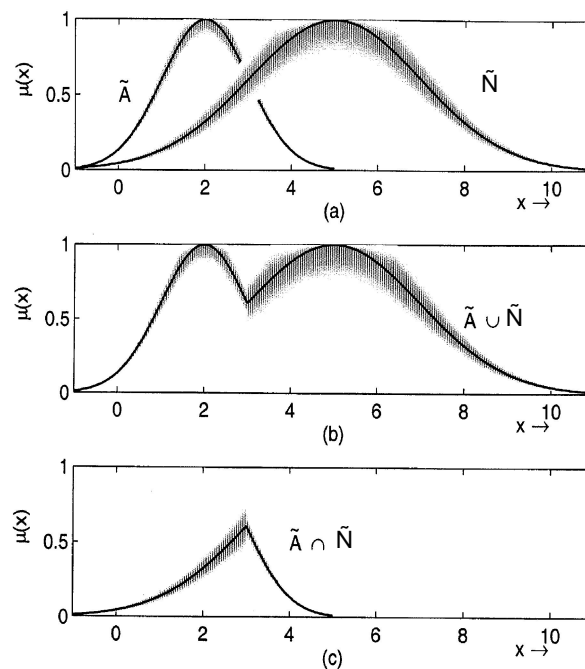 1
μ(x)
0.5
0
Ã
Ñ
0 2 4 6 8 10
x →
(a)
1
μ(x)
0.5
0
Ã ∪ Ñ
0 2 4 6 8 10
x →
(b)
1
μ(x)
0.5
0
Ã ∩ Ñ
0 2 4 6 8 10
x →
(c)